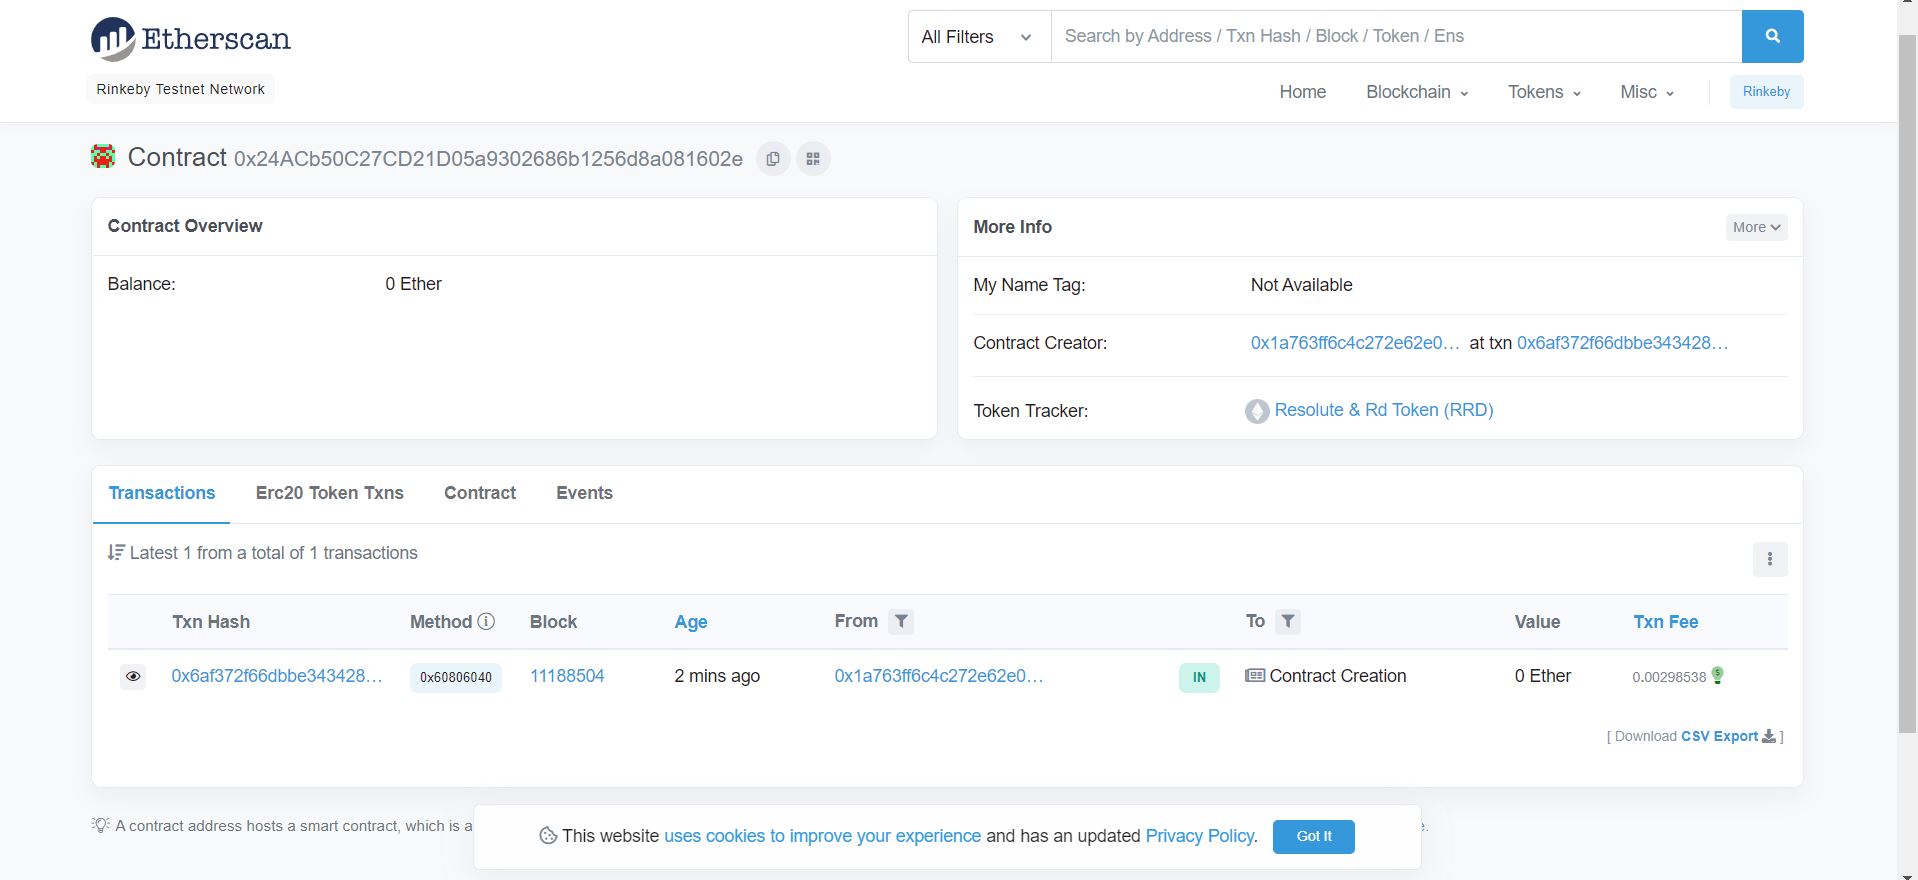 Etherscan
All Filters Search by Address / Txn Hash / Block / Token / Ens
Rinkeby Testnet Network
Home Blockchain Tokens Misc Rinkeby
Contract 0x24ACb50C27CD21D05a9302686b1256d8a081602e
Contract Overview
Balance: 0 Ether
More Info More
My Name Tag: Not Available
Contract Creator: 0x1a763ff6c4c272e62e0... at txn 0x6af372f66dbbe343428...
Token Tracker: Resolute & Rd Token (RRD)
Transactions Erc20 Token Txns Contract Events
Latest 1 from a total of 1 transactions
Txn Hash Method Block Age From To Value Txn Fee
0x6af372f66dbbe343428... 0x60806040 11188504 2 mins ago 0x1a763ff6c4c272e62e0... IN Contract Creation 0 Ether 0.00298538
[ Download CSV Export ]
A contract address hosts a smart contract, which is a
This website uses cookies to improve your experience and has an updated Privacy Policy. Got It